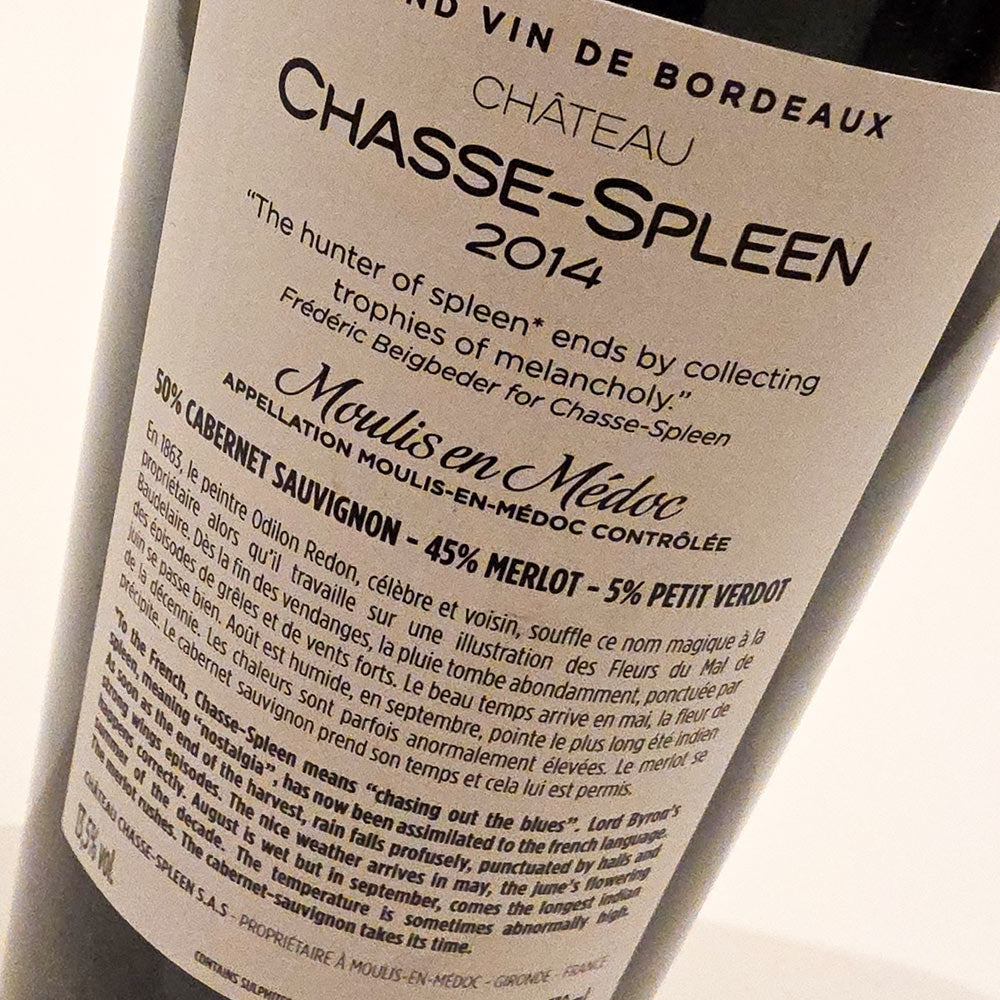 ND VIN DE BORDEAUX
CHÂTEAU
CHASSE-SPLEEN
2014
“The hunter of spleen* ends by collecting
trophies of melancholy.”
Frédéric Beigbeder for Chasse-Spleen
Moulis en Médoc
APPELLATION MOULIS-EN-MÉDOC CONTRÔLÉE
50% CABERNET SAUVIGNON - 45% MERLOT - 5% PETIT VERDOT
En 1863, le peintre Odilon Redon, célèbre et voisin, souffle ce nom magique à la
propriétaire alors qu'il travaille sur une illustration des Fleurs du Mal de
Baudelaire. Dès la fin des vendanges, la pluie tombe abondamment, ponctuée par
des épisodes de grêles et de vents forts. Le beau temps arrive en mai, la fleur de
juin se passe bien. Août est humide, en septembre, pointe le plus long été indien
de la décennie. Les chaleurs sont parfois anormalement élevées. Le merlot se
précipite. Le cabernet sauvignon prend son temps et cela lui est permis.
"To the French, Chasse-Spleen means “chasing out the blues”. Lord Byron's
spleen, meaning “nostalgia”, has now been assimilated to the french language.
As soon as the end of the harvest, rain falls profusely, punctuated by hails and
strong wings episodes. The nice weather arrives in may, the june's flowering
happens correctly. August is wet but in september, comes the longest indian
summer of the decade. The temperature is sometimes abnormally high.
The merlot rushes. The cabernet-sauvignon takes its time.
CHÂTEAU CHASSE-SPLEEN S.A.S - PROPRIÉTAIRE À MOULIS-EN-MÉDOC - GIRONDE - FRANCE
13,5% vol.
CONTAINS SULPHITES